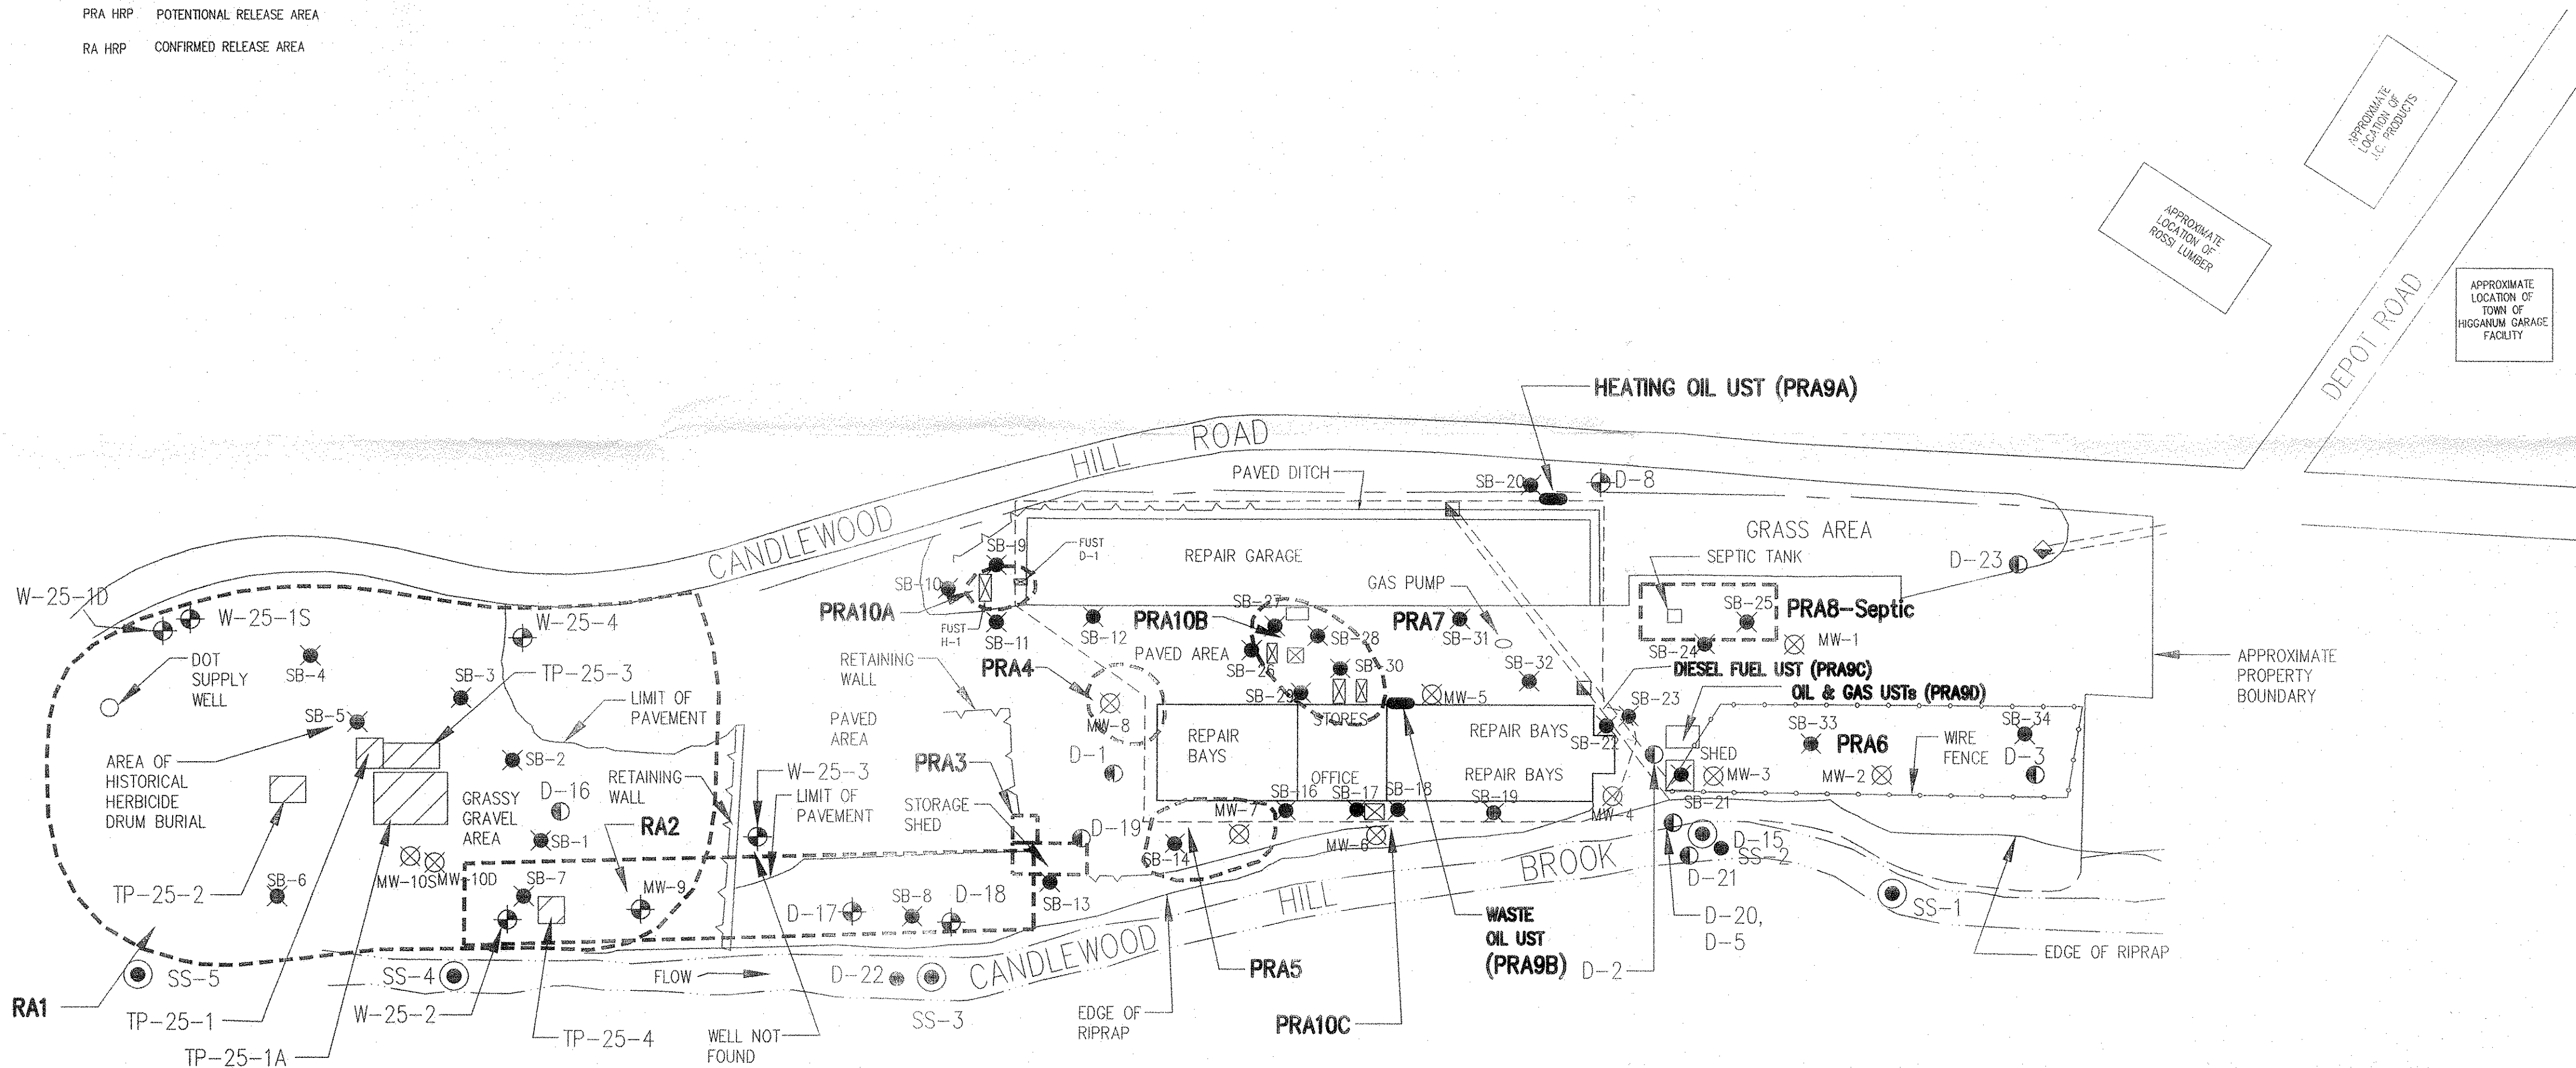 PRA HRP POTENTIONAL RELEASE AREA
RA HRP CONFIRMED RELEASE AREA
APPROXIMATE
LOCATION OF
J.C. PRODUCTS
APPROXIMATE
LOCATION OF
ROSSI LUMBER
APPROXIMATE
LOCATION OF
TOWN OF
HIGGANUM GARAGE
FACILITY
DEPOT ROAD
HEATING OIL UST (PRA9A)
CANDLEWOOD HILL ROAD
PAVED DITCH
SB-20
D-8
GRASS AREA
SEPTIC TANK
D-23
REPAIR GARAGE
GAS PUMP
SB-9
FUST
D-1
SB-10
PRA10A
FUST
H-1
SB-11
SB-12
PRA10B
SB-27
SB-28
PRA7
SB-31
SB-25
PRA8-Septic
MW-1
SB-24
W-25-1D
W-25-1S
W-25-4
DOT
SUPPLY
WELL
SB-4
SB-3
TP-25-3
LIMIT OF
PAVEMENT
RETAINING
WALL
PRA4
PAVED AREA
SB-26
SB-30
SB-32
DIESEL FUEL UST (PRA9C)
OIL & GAS USTs (PRA9D)
APPROXIMATE
PROPERTY
BOUNDARY
SB-5
MW-8
SB-29
STORES
MW-5
SB-23
SB-22
SB-33
SB-34
AREA OF
HISTORICAL
HERBICIDE
DRUM BURIAL
SB-2
PAVED
AREA
REPAIR
BAYS
REPAIR BAYS
PRA6
WIRE
FENCE
SHED
D-3
RETAINING
WALL
W-25-3
PRA3
D-1
OFFICE
REPAIR BAYS
MW-3
MW-2
D-16
GRASSY
GRAVEL
AREA
LIMIT OF
PAVEMENT
STORAGE
SHED
MW-7
SB-16
SB-17
SB-18
SB-19
MW-4
SB-21
RA2
SB-1
D-19
SB-14
MW-6
D-15
SS-2
D-21
MW-10S
MW-10D
SB-7
MW-9
TP-25-2
SB-6
D-17
SB-8
D-18
SB-13
CANDLEWOOD HILL BROOK
WASTE
OIL UST
(PRA9B)
SS-1
D-20,
D-5
EDGE OF RIPRAP
D-2
RA1
SS-5
SS-4
FLOW
D-22
SS-3
PRA5
TP-25-1
W-25-2
TP-25-4
TP-25-1A
WELL NOT
FOUND
EDGE OF
RIPRAP
PRA10C